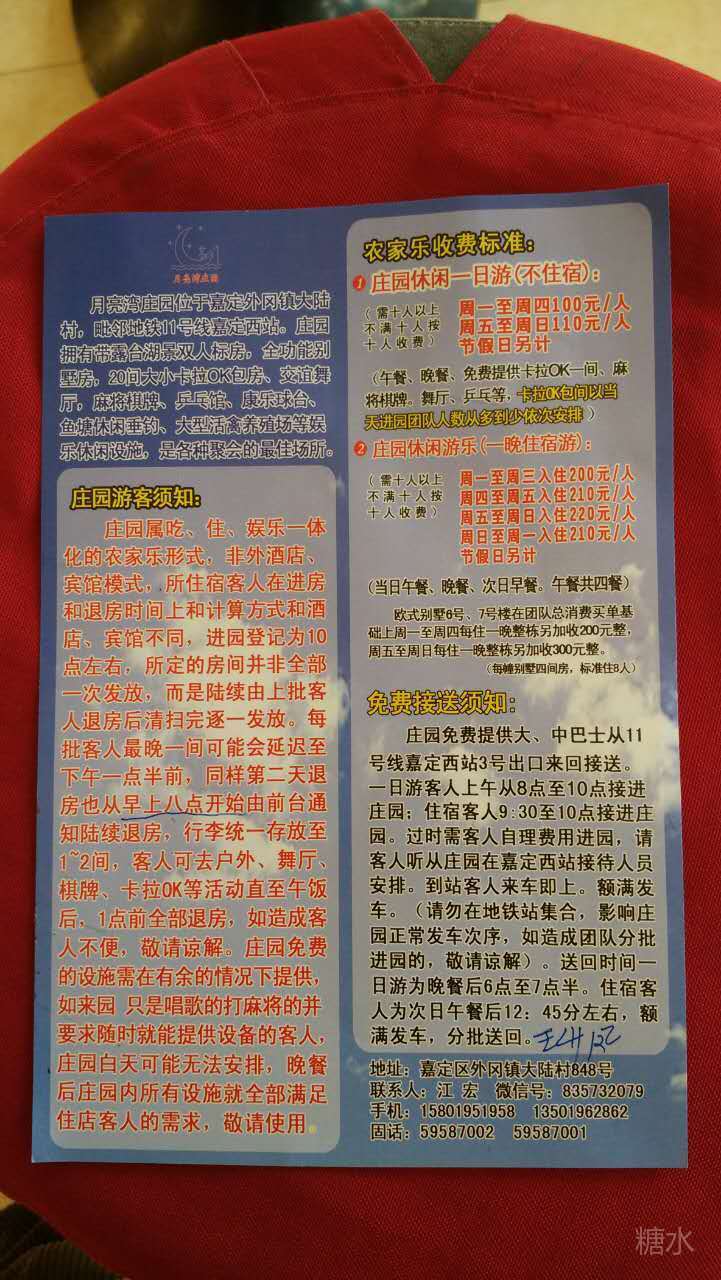 月亮湾庄园
月亮湾庄园位于嘉定外冈镇大陆
村，毗邻地铁11号线嘉定西站。庄园
拥有带露台湖景双人标房，全功能别
墅房，20间大小卡拉OK包房、交谊舞
厅，麻将棋牌、乒乓馆、康乐球台、
鱼塘休闲垂钓、大型活禽养殖场等娱
乐休闲设施，是各种聚会的最佳场所。
庄园游客须知：
庄园属吃、住、娱乐一体
化的农家乐形式，非外酒店、
宾馆模式，所住宿客人在进房
和退房时间上和计算方式和酒
店、宾馆不同，进园登记为10
点左右，所定的房间并非全部
一次发放，而是陆续由上批客
人退房后清扫完逐一发放。每
批客人最晚一间可能会延迟至
下午一点半前，同样第二天退
房也从早上八点开始由前台通
知陆续退房，行李统一存放至
1~2间，客人可去户外、舞厅、
棋牌、卡拉OK等活动直至午饭
后，1点前全部退房，如造成客
人不便，敬请谅解。庄园免费
的设施需在有余的情况下提供，
如来园 只是唱歌的打麻将的并
要求随时就能提供设备的客人，
庄园白天可能无法安排，晚餐
后庄园内所有设施就全部满足
住店客人的需求，敬请使用。
农家乐收费标准：
1 庄园休闲一日游(不住宿)：
（需十人以上
不满十人按
十人收费）
周一至周四100元/人
周五至周日110元/人
节假日另计
（午餐、晚餐、免费提供卡拉OK一间、麻
将棋牌。舞厅、乒乓等，卡拉OK包间以当
天进园团队人数从多到少依次安排）
2 庄园休闲游乐(一晚住宿游)：
（需十人以上
不满十人按
十人收费）
周一至周三入住200元/人
周四至周五入住210元/人
周五至周日入住220元/人
周日至周一入住210元/人
节假日另计
（当日午餐、晚餐、次日早餐。午餐共四餐）
欧式别墅6号、7号楼在团队总消费买单基
础上周一至周四每住一晚整栋另加收200元整，
周五至周日每住一晚整栋另加收300元整。
（每幢别墅四间房，标准住8人）
免费接送须知：
庄园免费提供大、中巴士从11
号线嘉定西站3号出口来回接送。
一日游客人上午从8点至10点接进
庄园；住宿客人9:30至10点接进庄
园。过时需客人自理费用进园，请
客人听从庄园在嘉定西站接待人员
安排。到站客人来车即上。额满发
车。（请勿在地铁站集合，影响庄
园正常发车次序，如造成团队分批
进园的，敬请谅解）。送回时间一
日游为晚餐后6点至7点半。住宿客
人为次日午餐后12：45分左右，额
满发车，分批送回。
地址：嘉定区外冈镇大陆村848号
联系人：江 宏 微信号：835732079
手机：15801951958 13501962862
固话：59587002 59587001
糖水